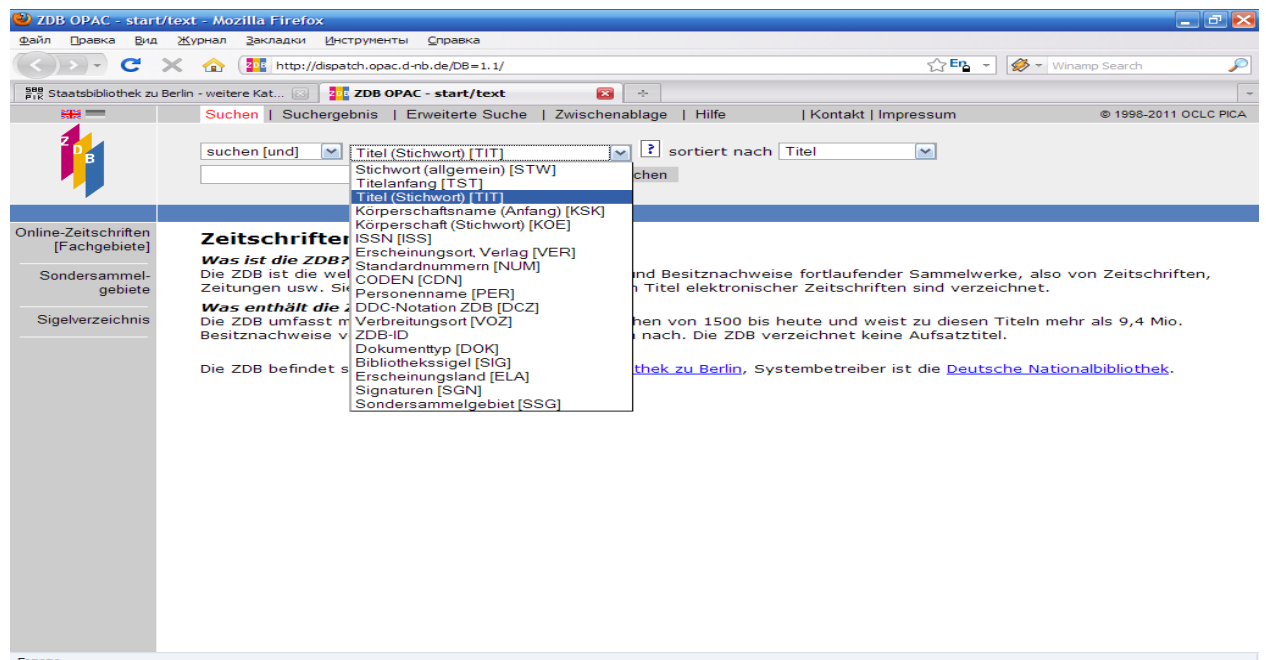 ZDB OPAC - start/text - Mozilla Firefox
Файл Правка Вид Журнал Закладки Инструменты Справка
http://dispatch.opac.d-nb.de/DB=1.1/ En Winamp Search
Staatsbibliothek zu Berlin - weitere Kat... ZDB OPAC - start/text
Suchen | Suchergebnis | Erweiterte Suche | Zwischenablage | Hilfe | Kontakt | Impressum © 1998-2011 OCLC PICA
Z D B
suchen [und] Titel (Stichwort) [TIT] ? sortiert nach Titel
chen
Stichwort (allgemein) [STW]
Titelanfang [TST]
Titel (Stichwort) [TIT]
Körperschaftsname (Anfang) [KSK]
Körperschaft (Stichwort) [KOE]
ISSN [ISS]
Erscheinungsort, Verlag [VER]
Standardnummern [NUM]
CODEN [CDN]
Personenname [PER]
DDC-Notation ZDB [DCZ]
Verbreitungsort [VOZ]
ZDB-ID
Dokumenttyp [DOK]
Bibliothekssigel [SIG]
Erscheinungsland [ELA]
Signaturen [SGN]
Sondersammelgebiet [SSG]
Online-Zeitschriften
[Fachgebiete]
Sondersammel-
gebiete
Sigelverzeichnis
Zeitschrifte
Was ist die ZDB?
Die ZDB ist die wel nd Besitznachweise fortlaufender Sammelwerke, also von Zeitschriften,
Zeitungen usw. Sie n Titel elektronischer Zeitschriften sind verzeichnet.
Was enthält die
Die ZDB umfasst m hen von 1500 bis heute und weist zu diesen Titeln mehr als 9,4 Mio.
Besitznachweise v nach. Die ZDB verzeichnet keine Aufsatztitel.
Die ZDB befindet s thek zu Berlin, Systembetreiber ist die Deutsche Nationalbibliothek.